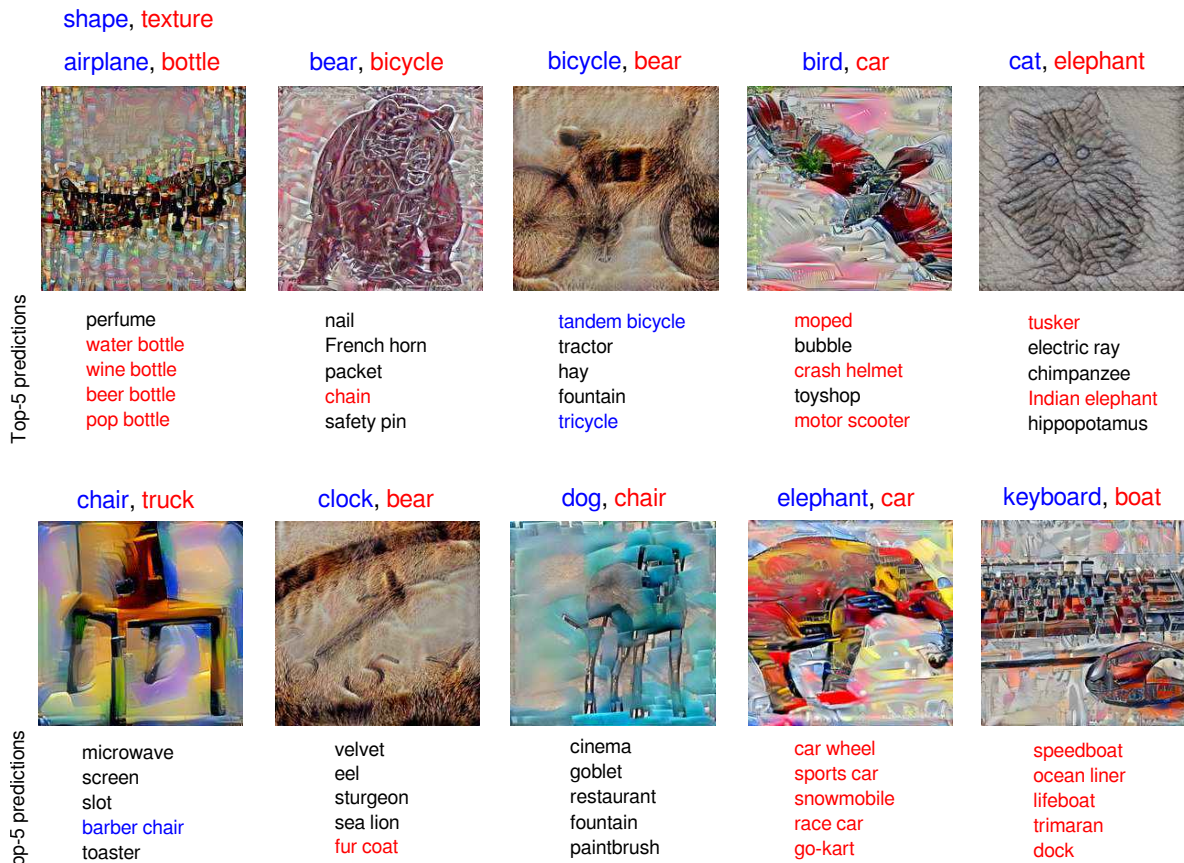 shape, texture
airplane, bottle
bear, bicycle
bicycle, bear
bird, car
cat, elephant
Top-5 predictions
perfume
water bottle
wine bottle
beer bottle
pop bottle
nail
French horn
packet
chain
safety pin
tandem bicycle
tractor
hay
fountain
tricycle
moped
bubble
crash helmet
toyshop
motor scooter
tusker
electric ray
chimpanzee
Indian elephant
hippopotamus
chair, truck
clock, bear
dog, chair
elephant, car
keyboard, boat
op-5 predictions
microwave
screen
slot
barber chair
toaster
velvet
eel
sturgeon
sea lion
fur coat
cinema
goblet
restaurant
fountain
paintbrush
car wheel
sports car
snowmobile
race car
go-kart
speedboat
ocean liner
lifeboat
trimaran
dock